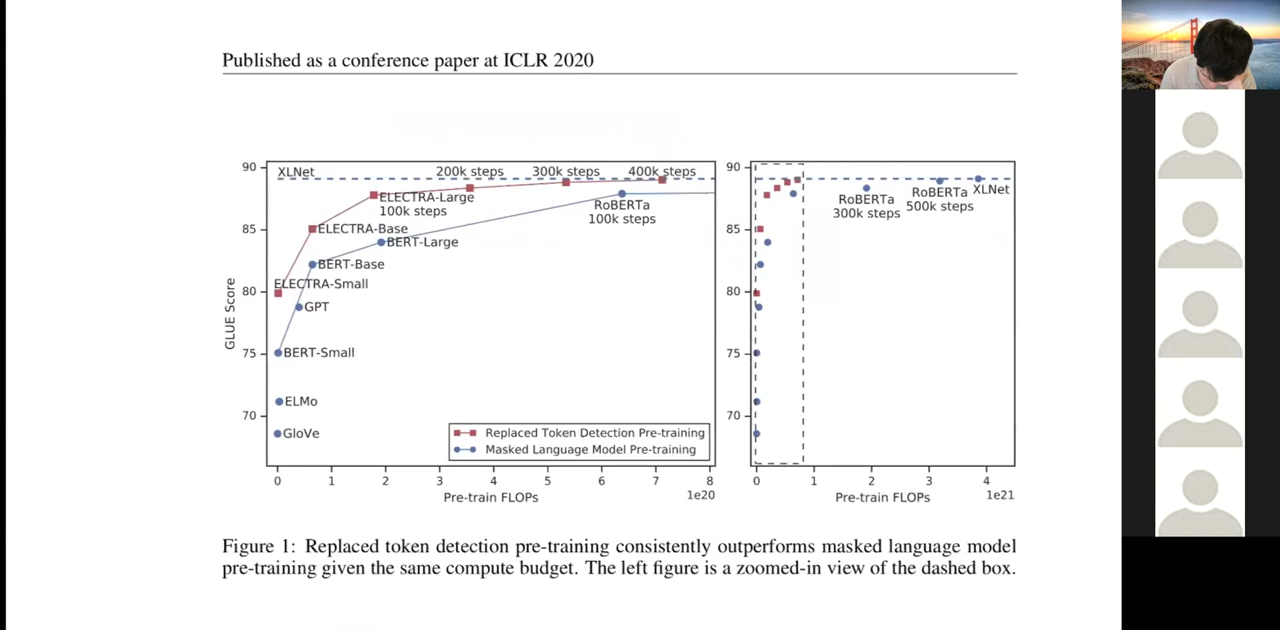 Published as a conference paper at ICLR 2020
90
85
80
75
70
GLUE Score
XLNet
200k steps
300k steps
400k steps
ELECTRA-Large
100k steps
RoBERTa
100k steps
ELECTRA-Base
BERT-Large
BERT-Base
ELECTRA-Small
GPT
BERT-Small
ELMo
GloVe
Replaced Token Detection Pre-training
Masked Language Model Pre-training
0 1 2 3 4 5 6 7 8
Pre-train FLOPs
1e20
90
85
80
75
70
RoBERTa
300k steps
RoBERTa
500k steps
XLNet
0 1 2 3 4
Pre-train FLOPs
1e21
Figure 1: Replaced token detection pre-training consistently outperforms masked language model
pre-training given the same compute budget. The left figure is a zoomed-in view of the dashed box.